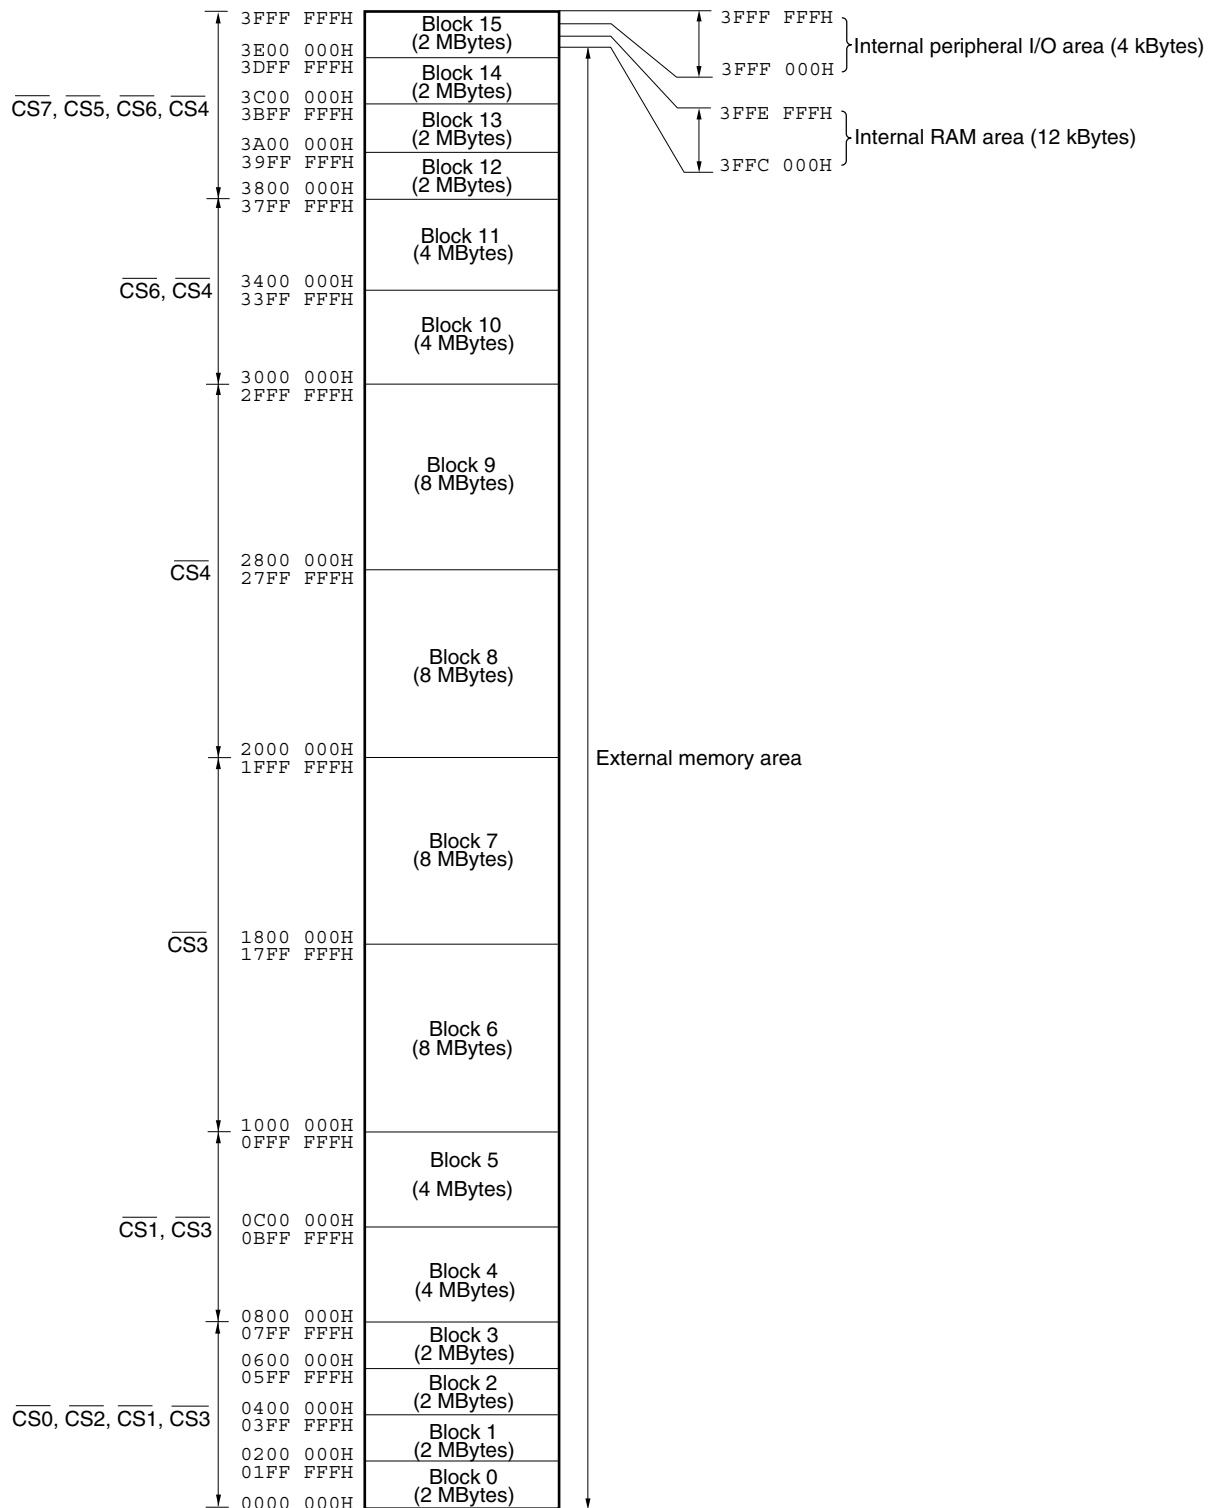 3FFF FFFH
Block 15
(2 MBytes)
3FFF FFFH
Internal peripheral I/O area (4 kBytes)
3FFF 000H
3E00 000H
3DFF FFFH
Block 14
(2 MBytes)
3C00 000H
3BFF FFFH
CS7, CS5, CS6, CS4
3FFE FFFH
Internal RAM area (12 kBytes)
3FFC 000H
Block 13
(2 MBytes)
3A00 000H
39FF FFFH
Block 12
(2 MBytes)
3800 000H
37FF FFFH
Block 11
(4 MBytes)
CS6, CS4
3400 000H
33FF FFFH
Block 10
(4 MBytes)
3000 000H
2FFF FFFH
Block 9
(8 MBytes)
CS4
2800 000H
27FF FFFH
Block 8
(8 MBytes)
2000 000H
1FFF FFFH
External memory area
Block 7
(8 MBytes)
CS3
1800 000H
17FF FFFH
Block 6
(8 MBytes)
1000 000H
0FFF FFFH
Block 5
(4 MBytes)
CS1, CS3
0C00 000H
0BFF FFFH
Block 4
(4 MBytes)
0800 000H
07FF FFFH
Block 3
(2 MBytes)
0600 000H
05FF FFFH
Block 2
(2 MBytes)
CS0, CS2, CS1, CS3
0400 000H
03FF FFFH
Block 1
(2 MBytes)
0200 000H
01FF FFFH
Block 0
(2 MBytes)
0000 000H